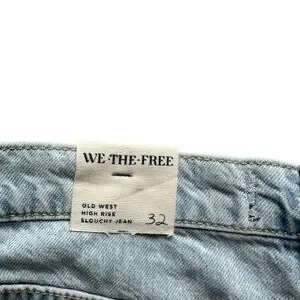 WE·THE·FREE
OLD WEST
HIGH RISE
SLOUCHY JEAN 32